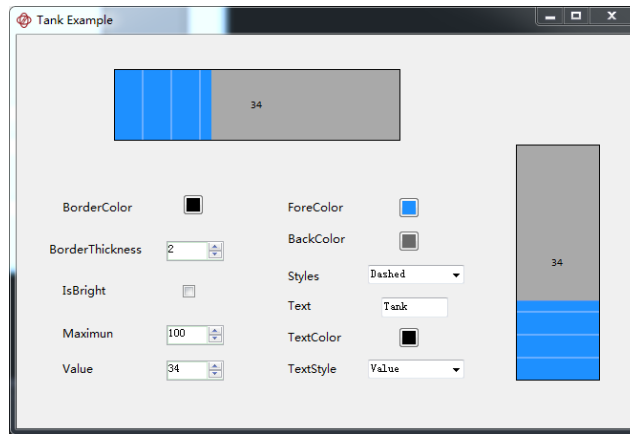 Tank Example
34
BorderColor
ForeColor
BorderThickness 2
BackColor
34
IsBright
Styles Dashed
Text Tank
Maximun 100
TextColor
Value 34
TextStyle Value